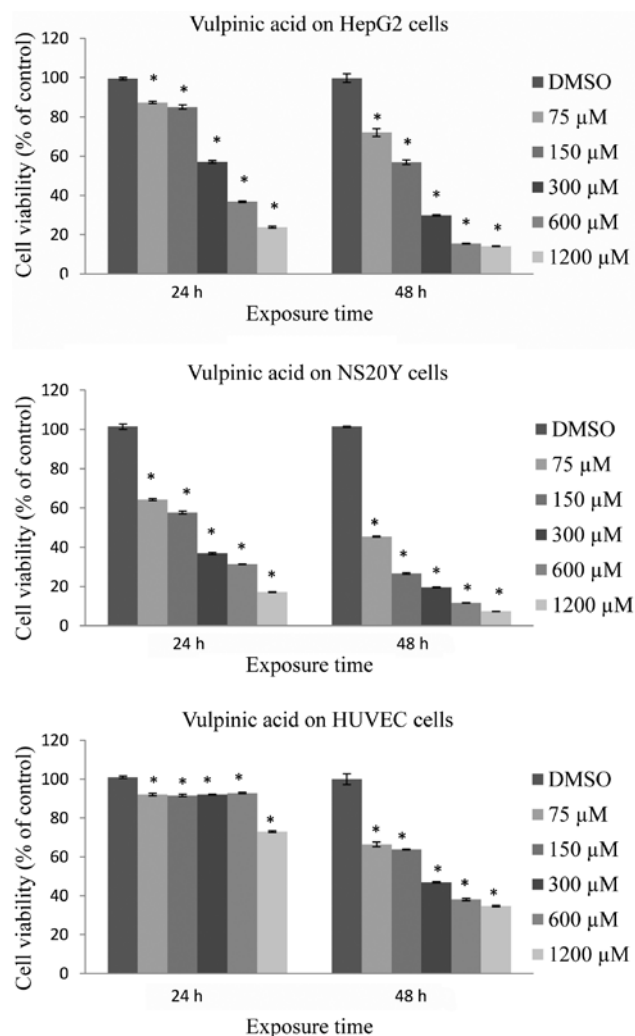 Vulpinic acid on HepG2 cells
Cell viability (% of control)
120
100
80
60
40
20
0
* * * * *
* * * * *
24 h
48 h
Exposure time
DMSO
75 µM
150 µM
300 µM
600 µM
1200 µM
Vulpinic acid on NS20Y cells
Cell viability (% of control)
120
100
80
60
40
20
0
* * * * *
* * * * *
24 h
48 h
Exposure time
DMSO
75 µM
150 µM
300 µM
600 µM
1200 µM
Vulpinic acid on HUVEC cells
Cell viability (% of control)
120
100
80
60
40
20
0
* * * * *
* * * * *
24 h
48 h
Exposure time
DMSO
75 µM
150 µM
300 µM
600 µM
1200 µM